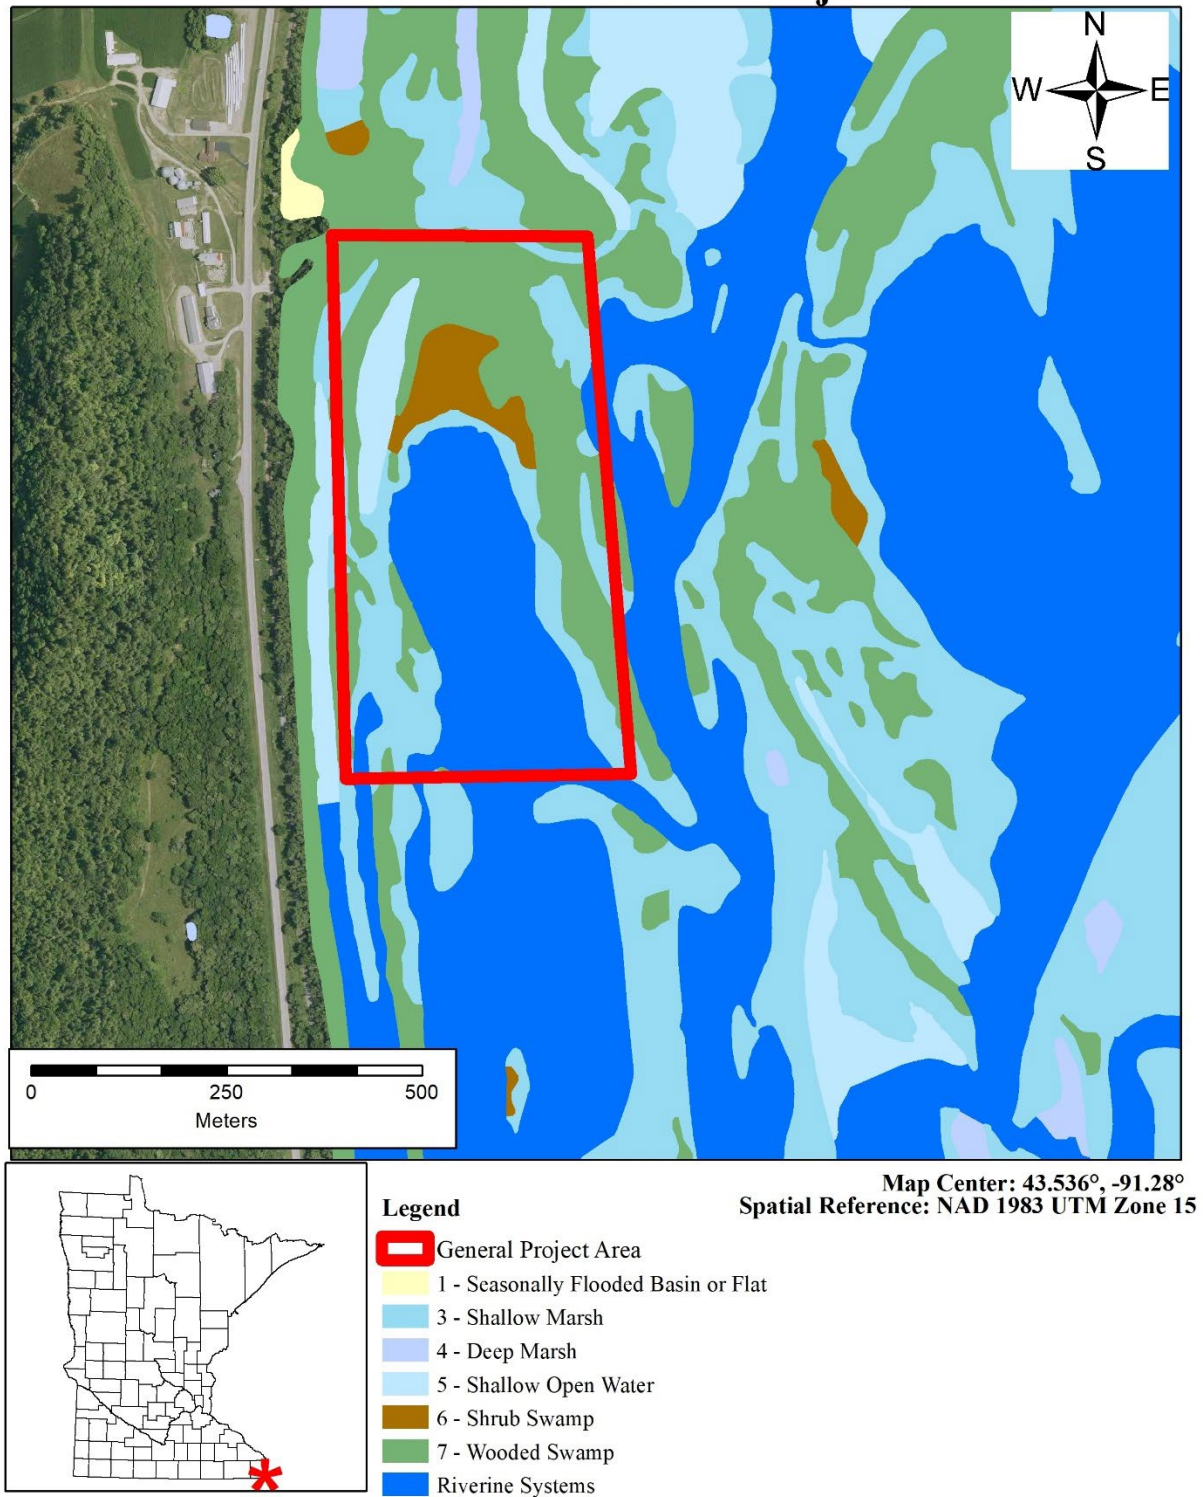 N
W E
S
0 250 500
Meters
Map Center: 43.536°, -91.28°
Spatial Reference: NAD 1983 UTM Zone 15
Legend
General Project Area
1 - Seasonally Flooded Basin or Flat
3 - Shallow Marsh
4 - Deep Marsh
5 - Shallow Open Water
6 - Shrub Swamp
7 - Wooded Swamp
Riverine Systems